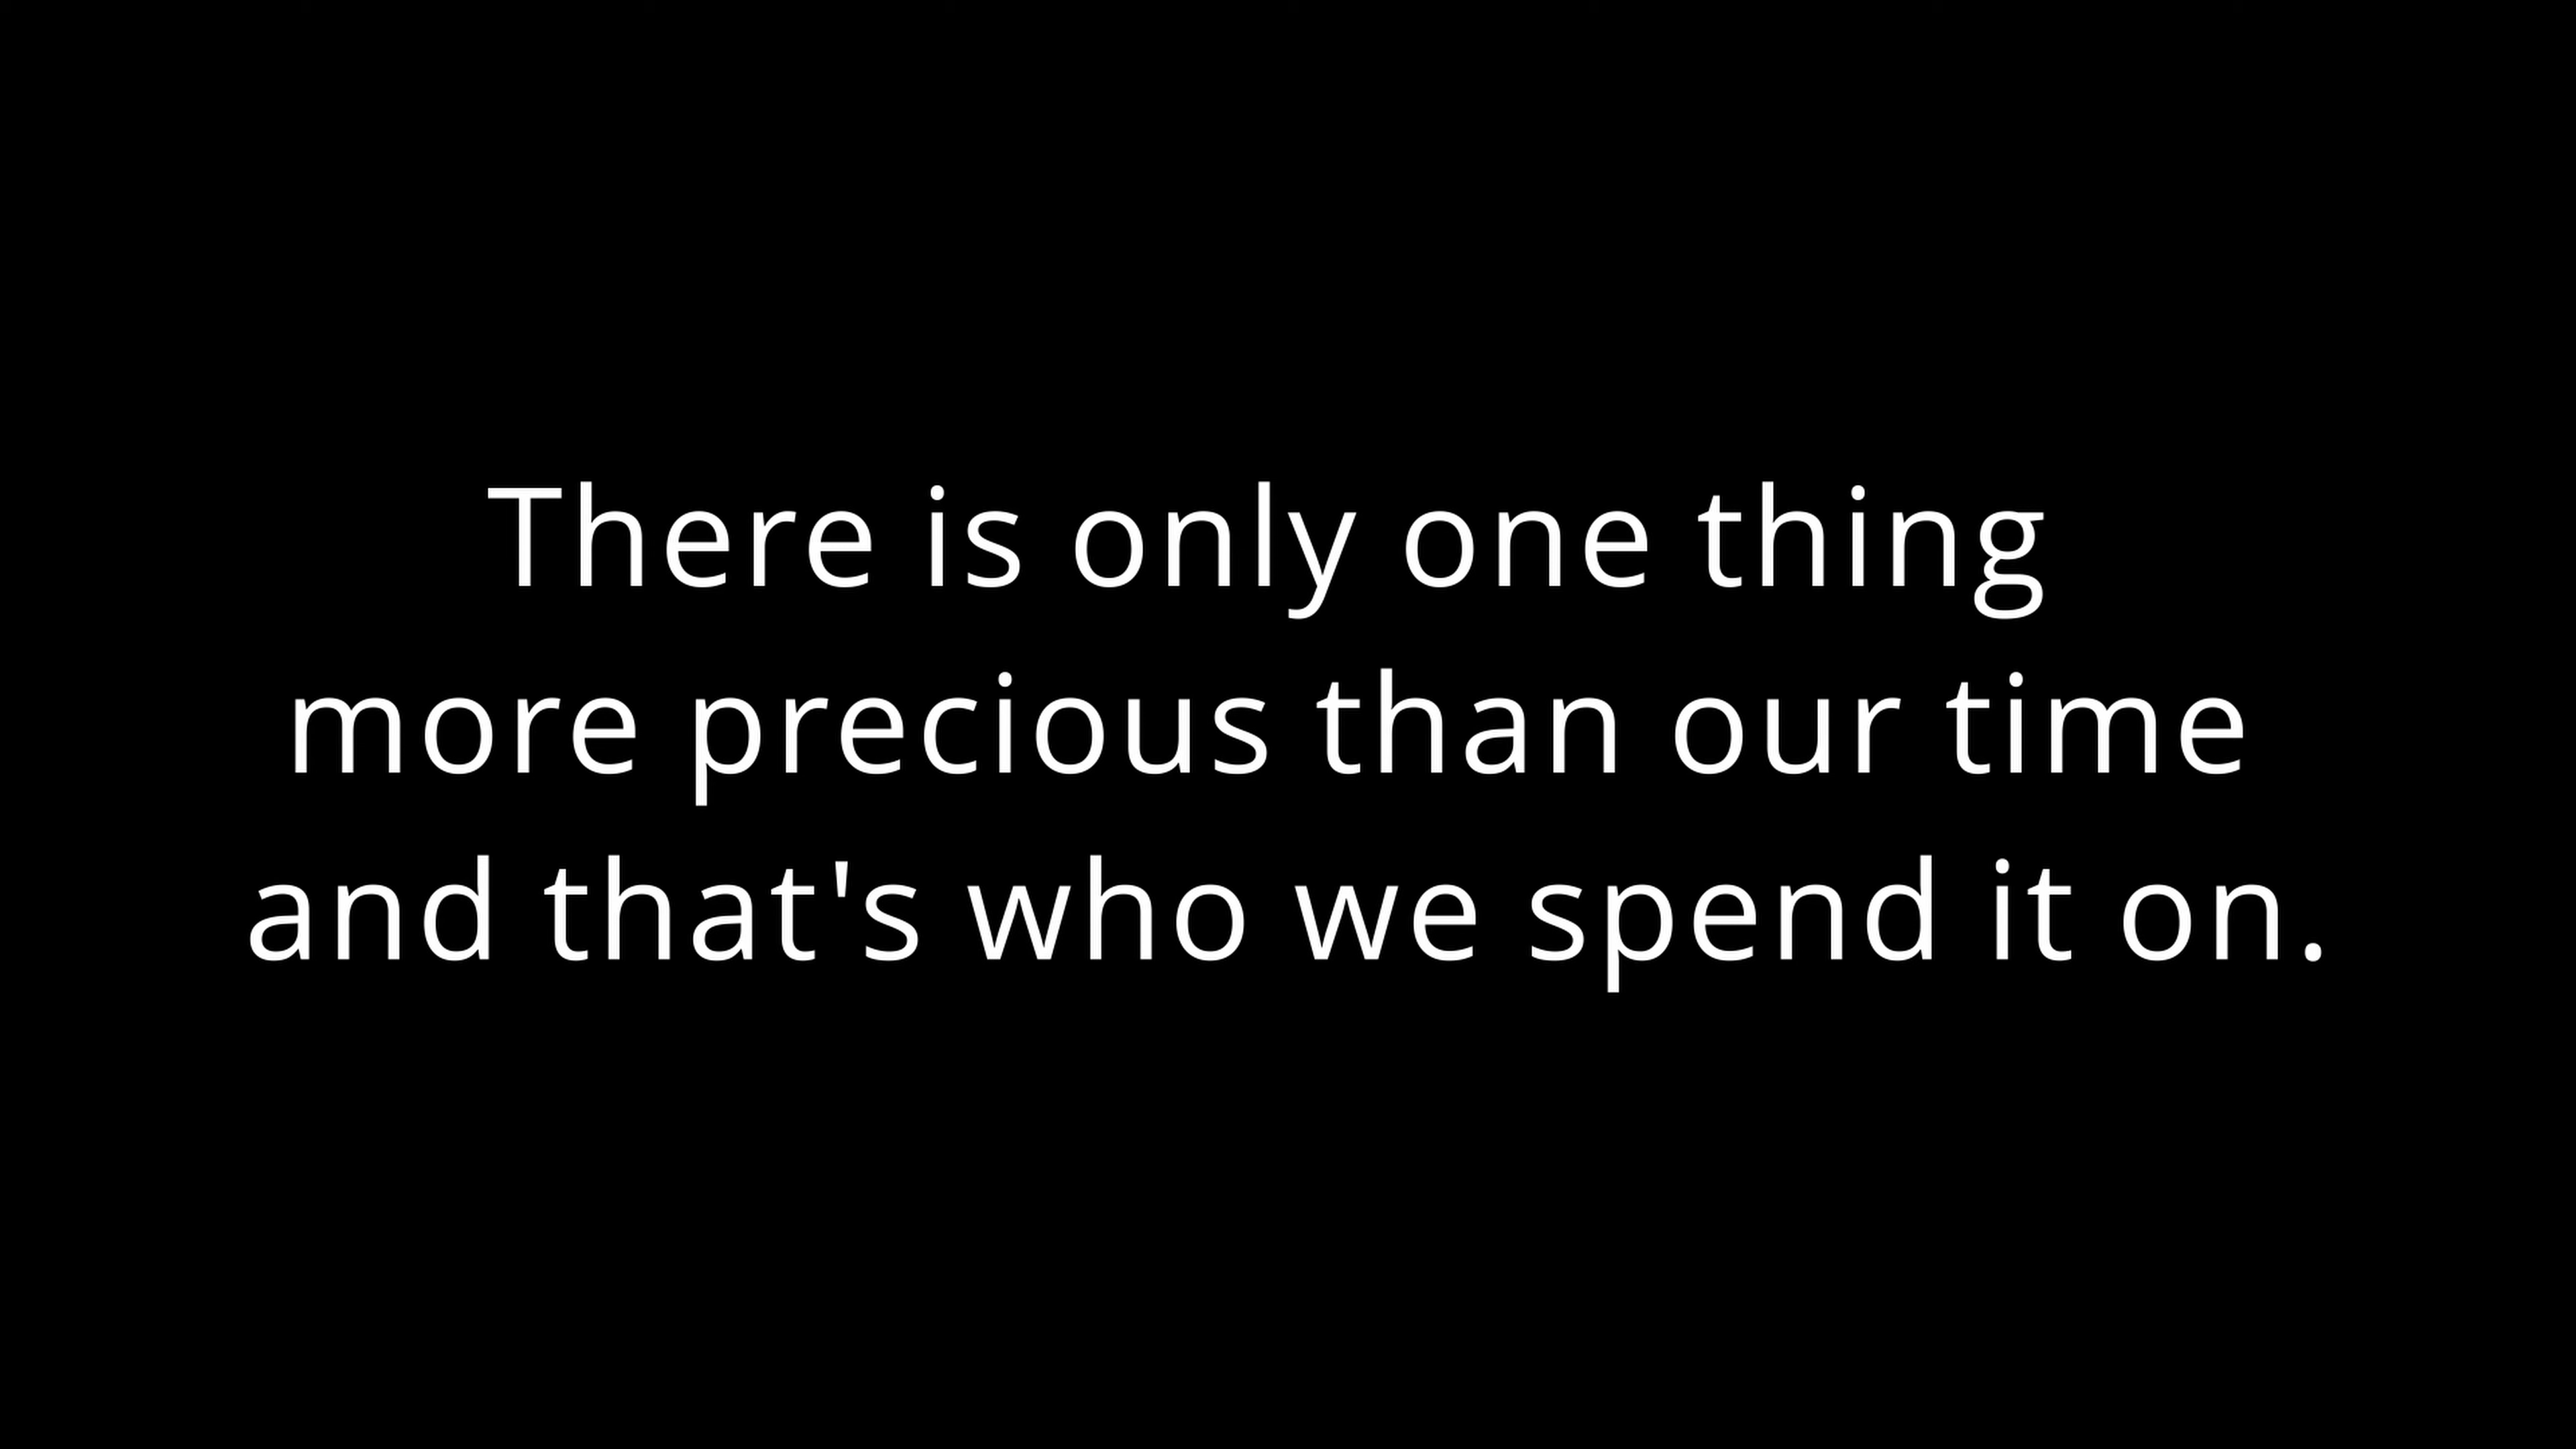 There is only one thing
more precious than our time
and that's who we spend it on.